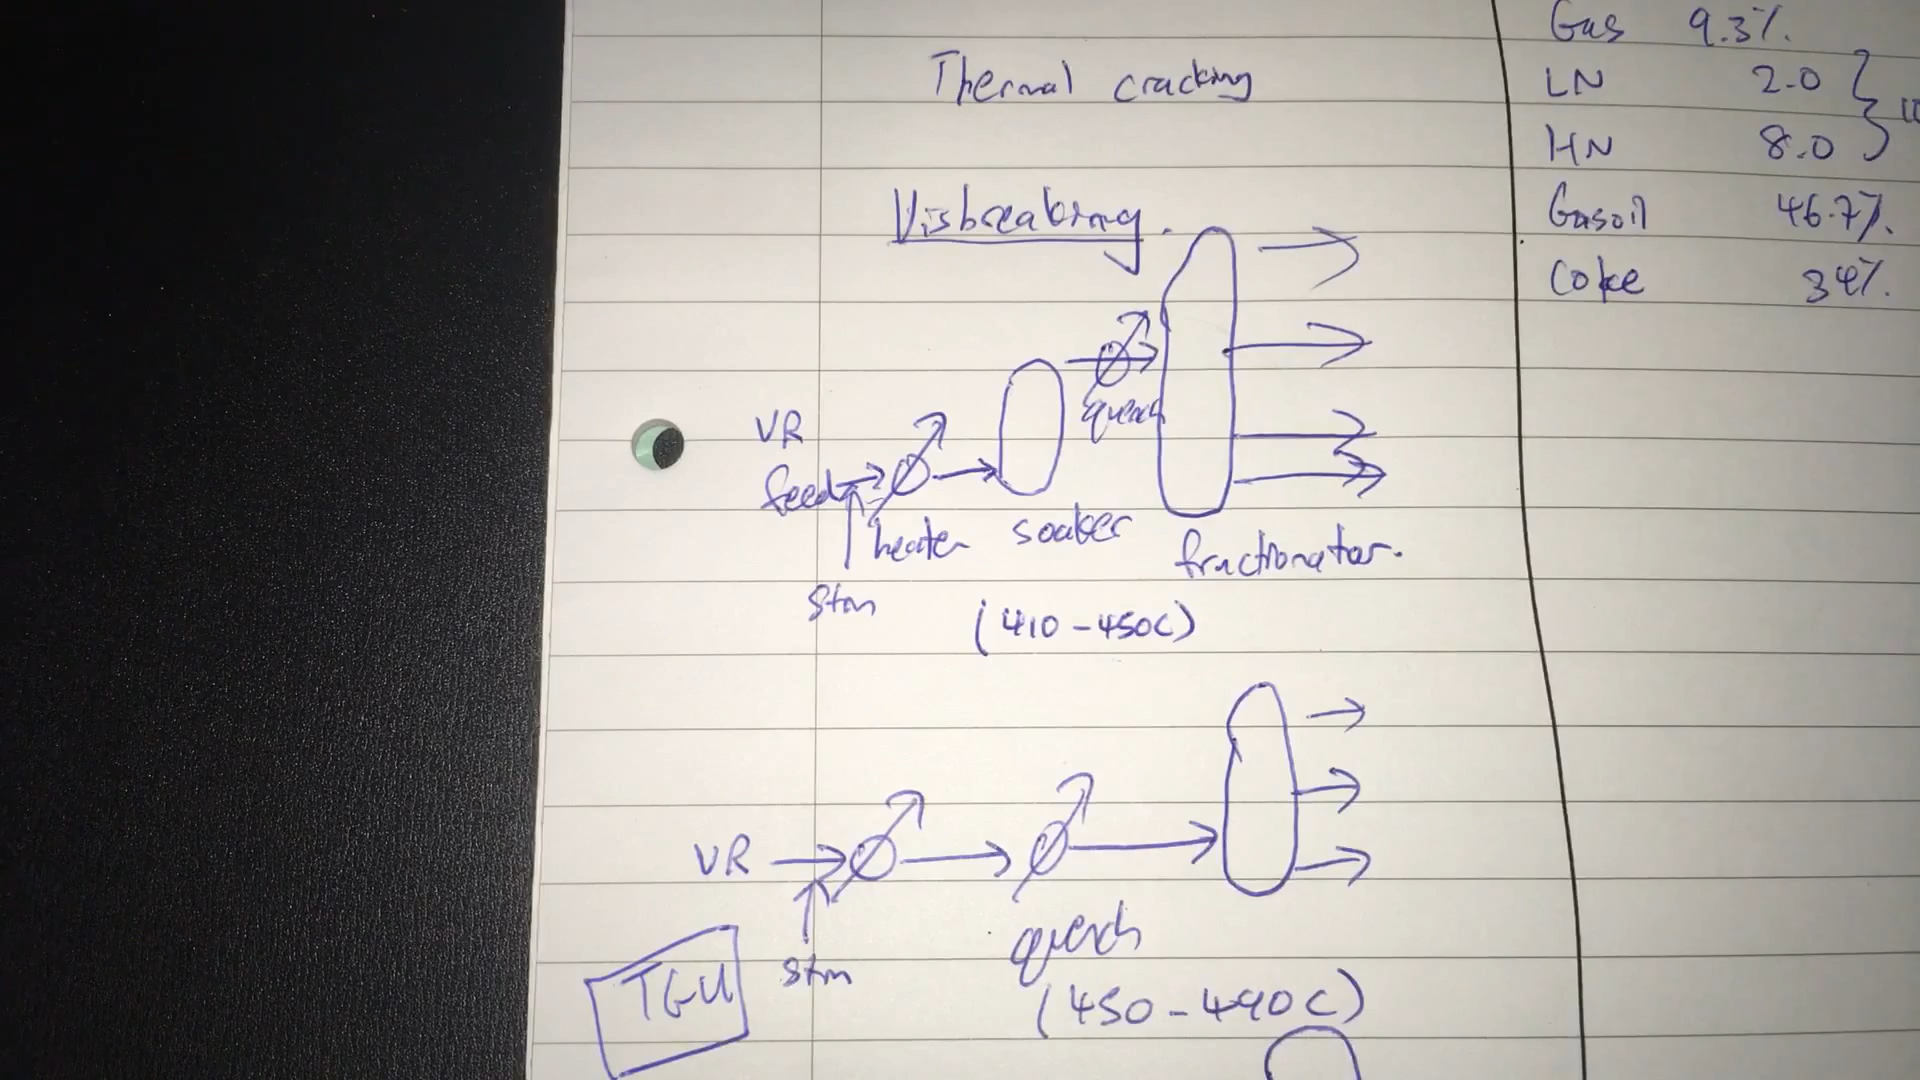 Thermal cracking
Visbreaking.
VR
feed
heater
soaker
quench
fractionator.
stm
(410-450C)
VR
stm
quench
(450-490C)
TGU
Gas 9.3%.
LN 2.0
HN 8.0
Gasoil 46.7%.
Coke 34%.